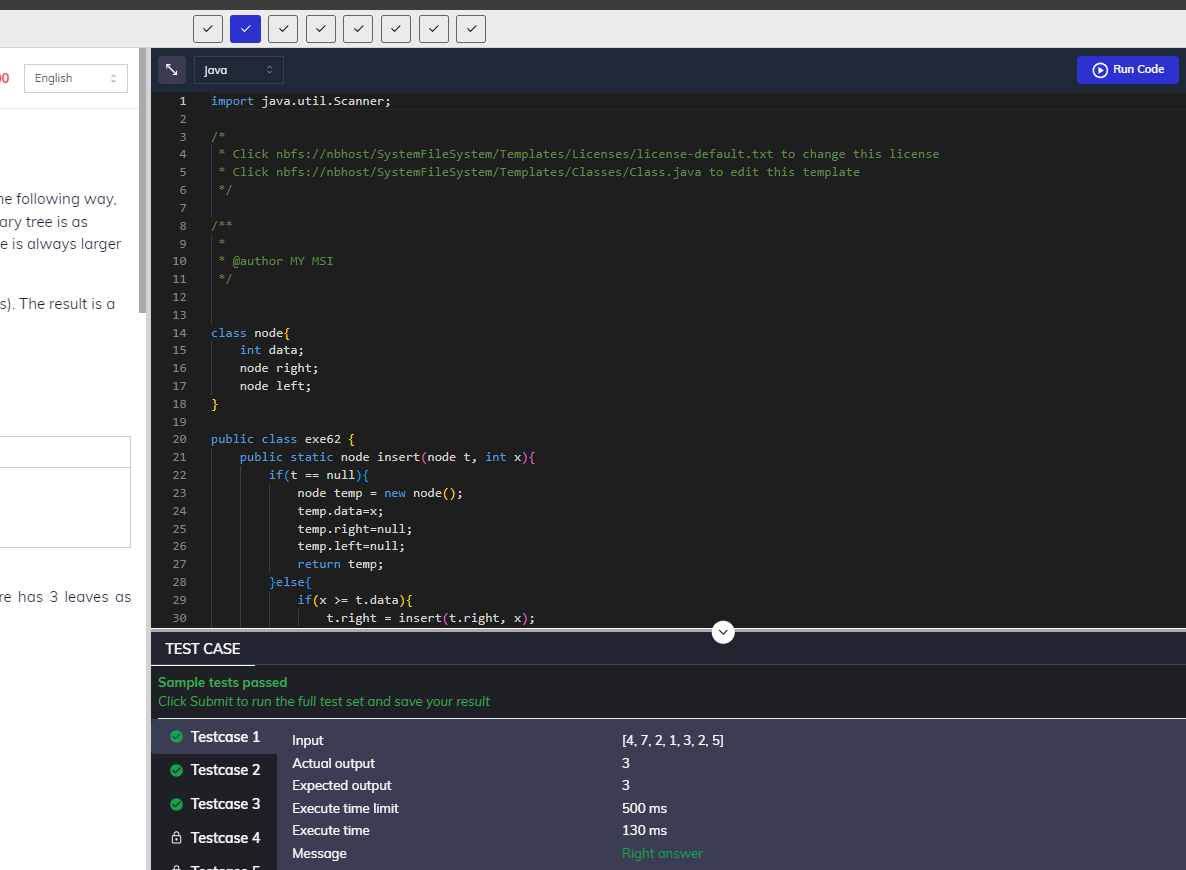 00
English
he following way,
ary tree is as
e is always larger
s). The result is a
re has 3 leaves as
Java
Run Code
1 import java.util.Scanner;
2
3 /*
4  * Click nbfs://nbhost/SystemFileSystem/Templates/Licenses/license-default.txt to change this license
5  * Click nbfs://nbhost/SystemFileSystem/Templates/Classes/Class.java to edit this template
6  */
7
8 /**
9  *
10  * @author MY MSI
11  */
12
13
14 class node{
15     int data;
16     node right;
17     node left;
18 }
19
20 public class exe62 {
21     public static node insert(node t, int x){
22         if(t == null){
23             node temp = new node();
24             temp.data=x;
25             temp.right=null;
26             temp.left=null;
27             return temp;
28         }else{
29             if(x >= t.data){
30                 t.right = insert(t.right, x);
TEST CASE
Sample tests passed
Click Submit to run the full test set and save your result
Testcase 1
Testcase 2
Testcase 3
Testcase 4
Testcase 5
Input [4, 7, 2, 1, 3, 2, 5]
Actual output 3
Expected output 3
Execute time limit 500 ms
Execute time 130 ms
Message Right answer